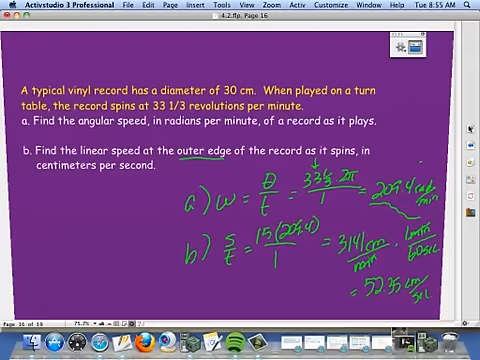 Activstudio 3 Professional File Edit View Page Insert Tools Design Teach Activ Customize Window Help Tue 8:55 AM
4.2.flp, Page 16
A typical vinyl record has a diameter of 30 cm. When played on a turn
table, the record spins at 33 1/3 revolutions per minute.
a. Find the angular speed, in radians per minute, of a record as it plays.
b. Find the linear speed at the outer edge of the record as it spins, in
centimeters per second.
a) ω = θ/t = 33⅓·2π/1 = 209.4 rad/min
b) s/t = 15(209.4)/1 = 3141 cm/min · 1min/60sec
= 52.35 cm/sec
Page 16 of 19 75.7%